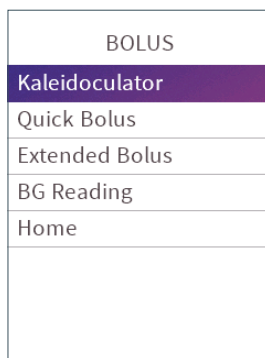 BOLUS
Kaleidoculator
Quick Bolus
Extended Bolus
BG Reading
Home